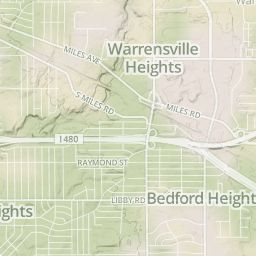 Warrensville
Heights
MILES AVE
S MILES RD
MILES RD
I 480
RAYMOND ST
LIBBY RD
Bedford Height
ights